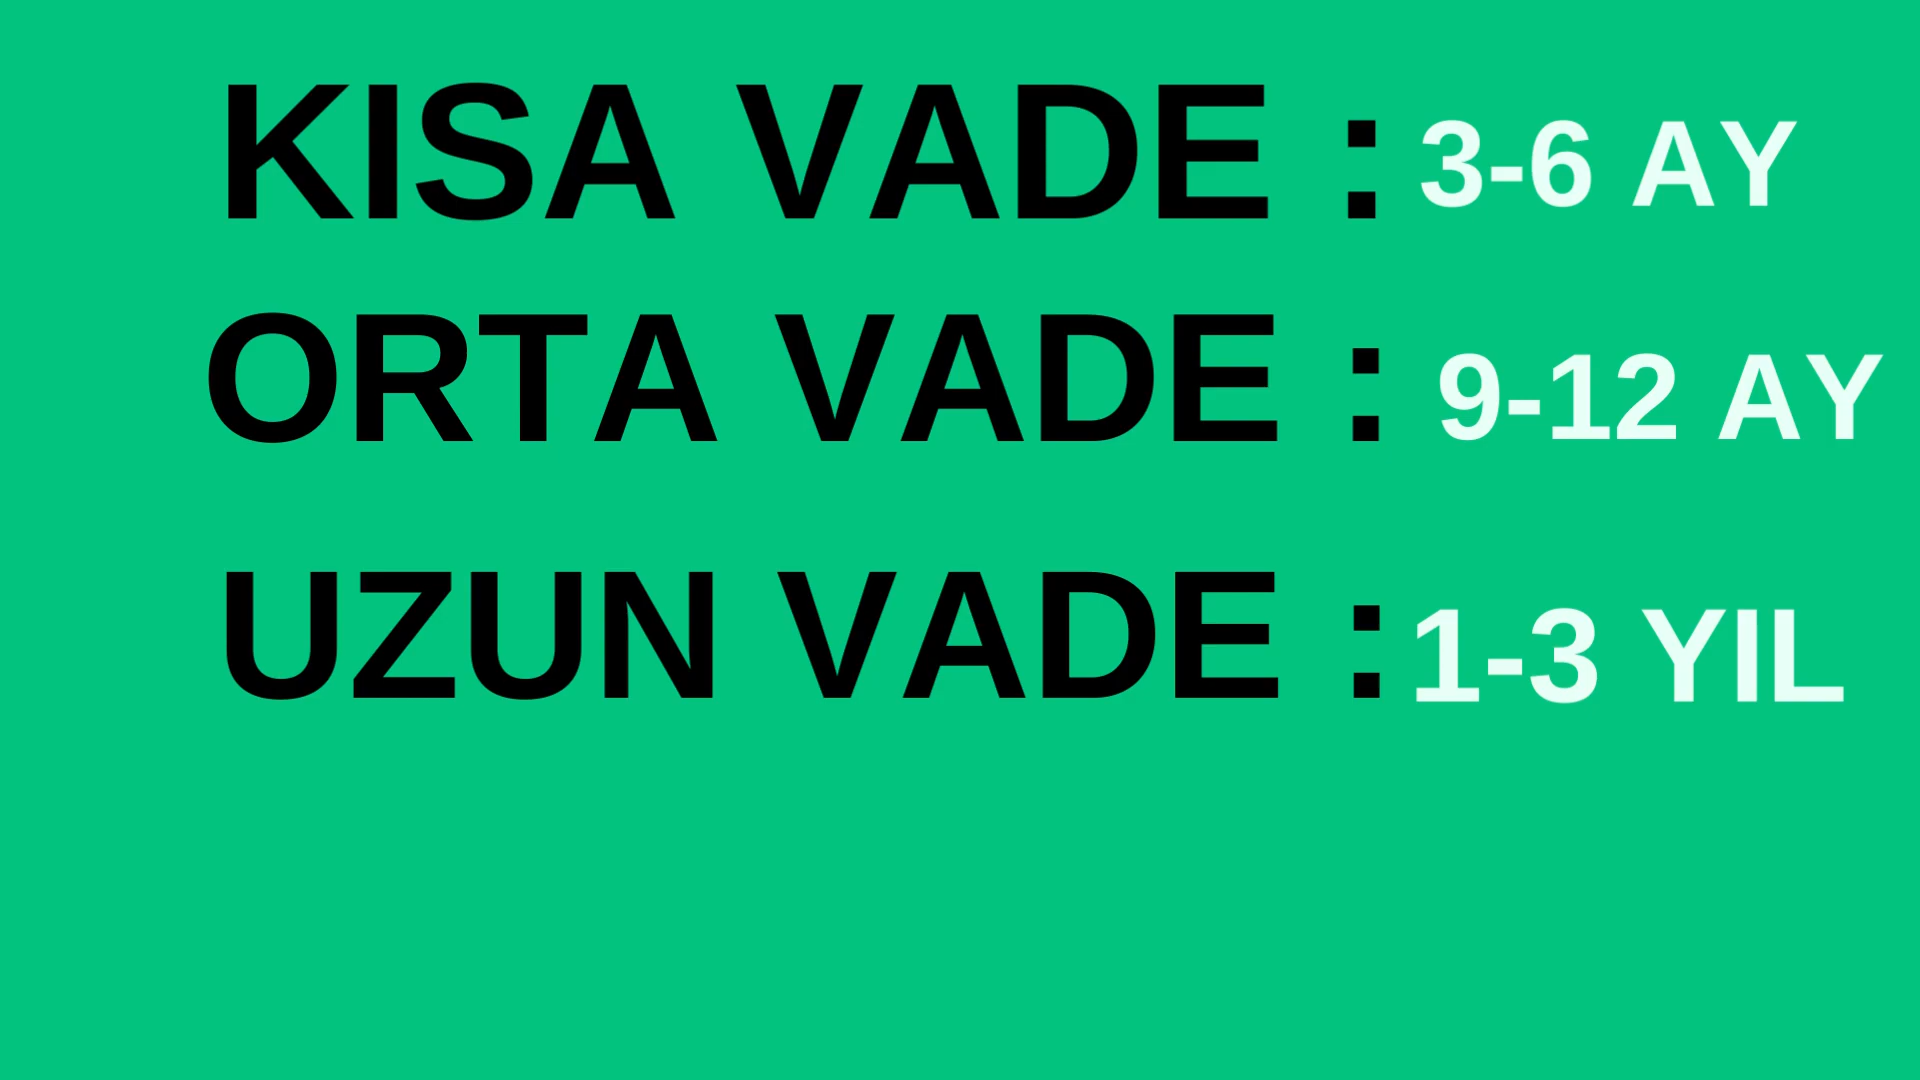 KISA VADE : 3-6 AY
ORTA VADE : 9-12 AY
UZUN VADE : 1-3 YIL